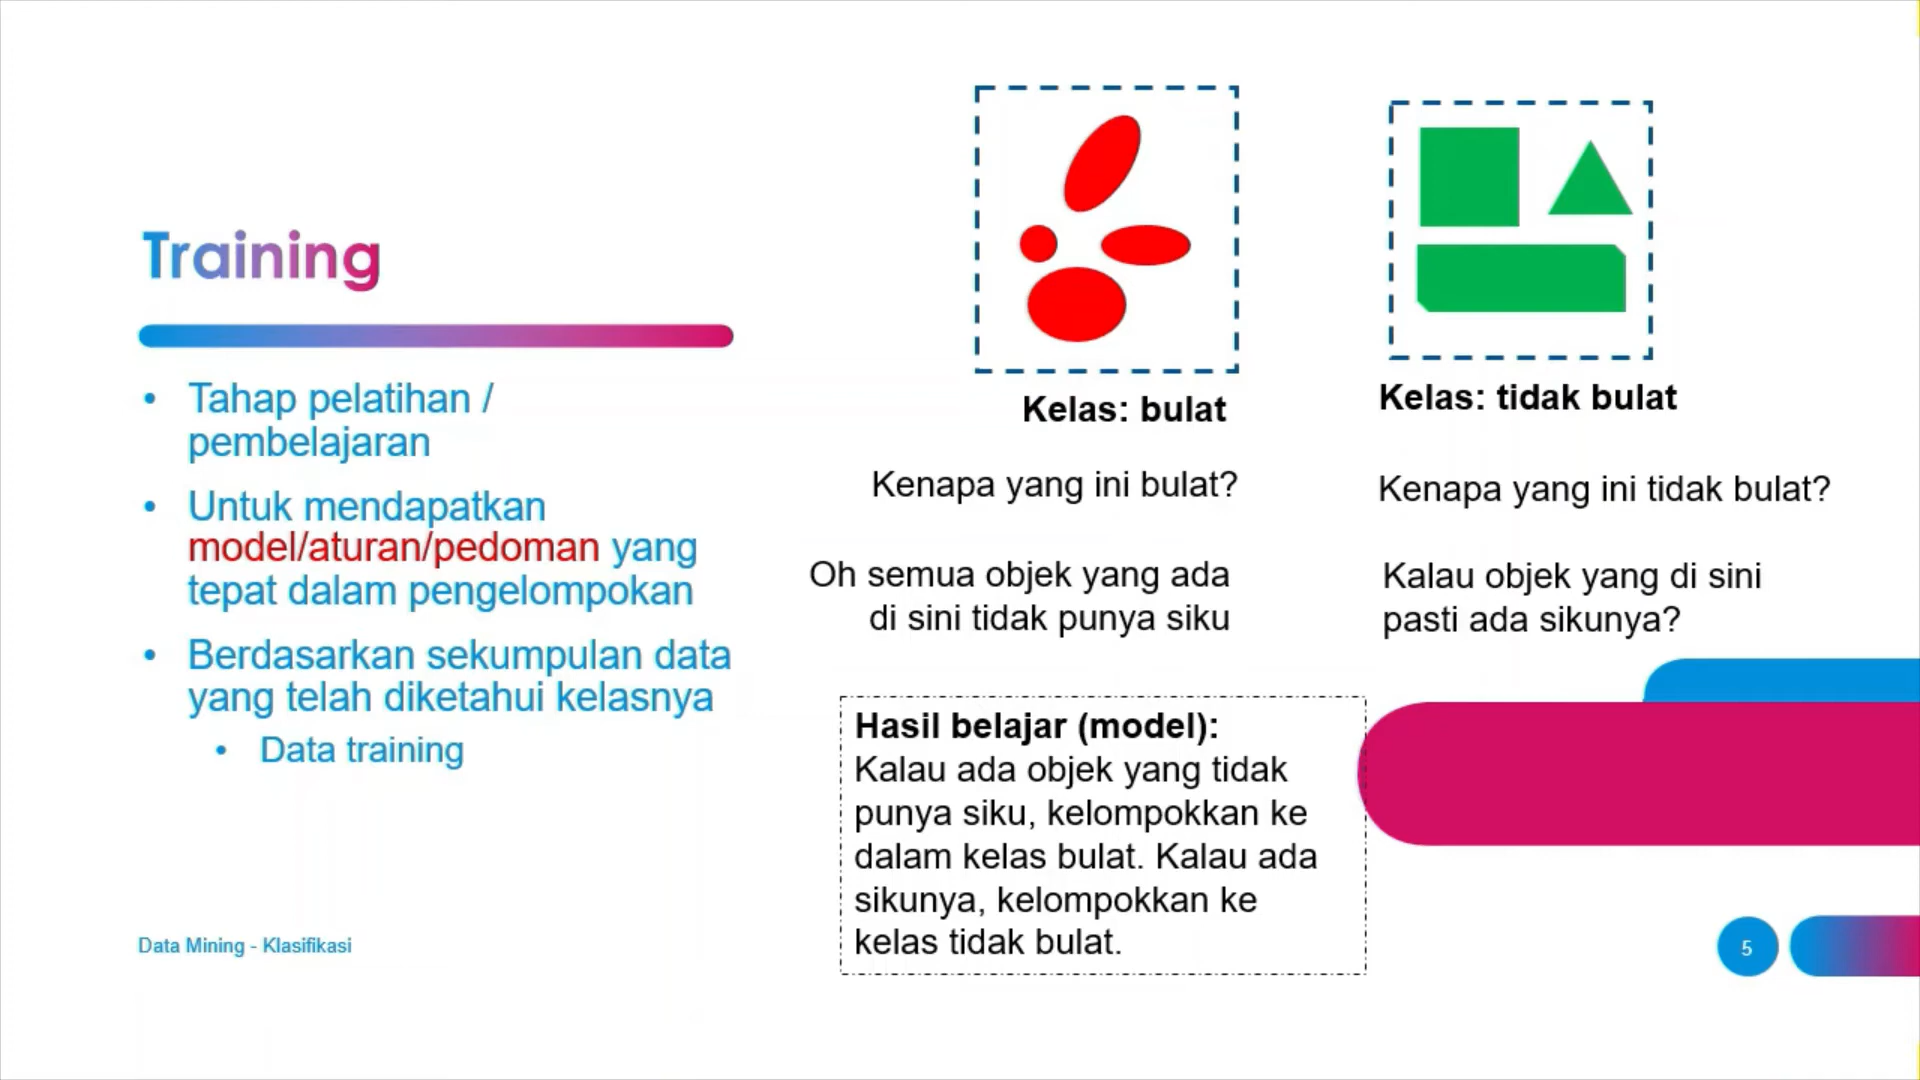 Training
• Tahap pelatihan /
pembelajaran
• Untuk mendapatkan
model/aturan/pedoman yang
tepat dalam pengelompokan
• Berdasarkan sekumpulan data
yang telah diketahui kelasnya
• Data training
Kelas: bulat
Kenapa yang ini bulat?
Oh semua objek yang ada
di sini tidak punya siku
Kelas: tidak bulat
Kenapa yang ini tidak bulat?
Kalau objek yang di sini
pasti ada sikunya?
Hasil belajar (model):
Kalau ada objek yang tidak
punya siku, kelompokkan ke
dalam kelas bulat. Kalau ada
sikunya, kelompokkan ke
kelas tidak bulat.
Data Mining - Klasifikasi
5